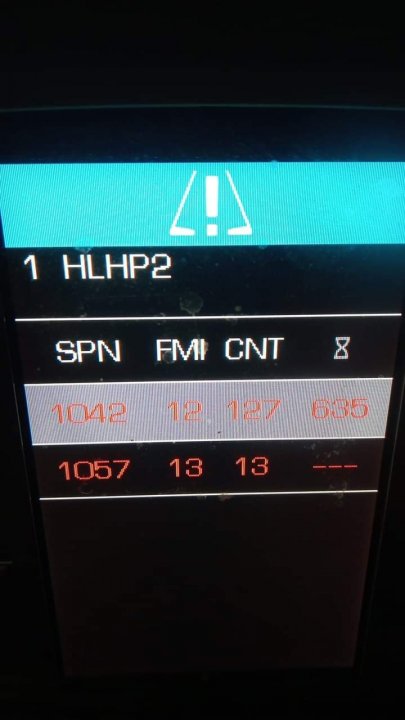 1 HLHP2
SPN FMI CNT
1042 12 127 635
1057 13 13 ---